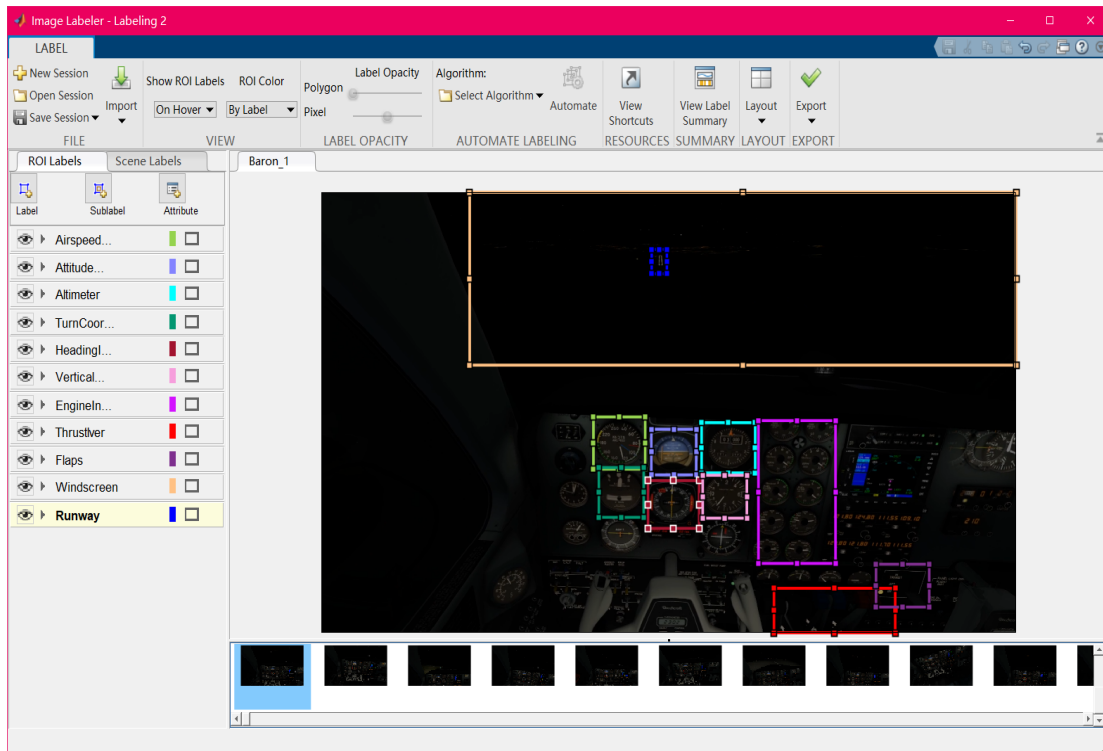 Image Labeler - Labeling 2
LABEL
New Session
Open Session
Save Session
Import
FILE
Show ROI Labels
On Hover
ROI Color
By Label
VIEW
Label Opacity
Polygon
Pixel
LABEL OPACITY
Algorithm:
Select Algorithm
Automate
AUTOMATE LABELING
View
Shortcuts
RESOURCES
View Label
Summary
SUMMARY
Layout
LAYOUT
Export
EXPORT
ROI Labels
Scene Labels
Baron_1
Label
Sublabel
Attribute
Airspeed...
Attitude...
Altimeter
TurnCoor...
HeadingI...
Vertical...
EngineIn...
Thrustlver
Flaps
Windscreen
Runway